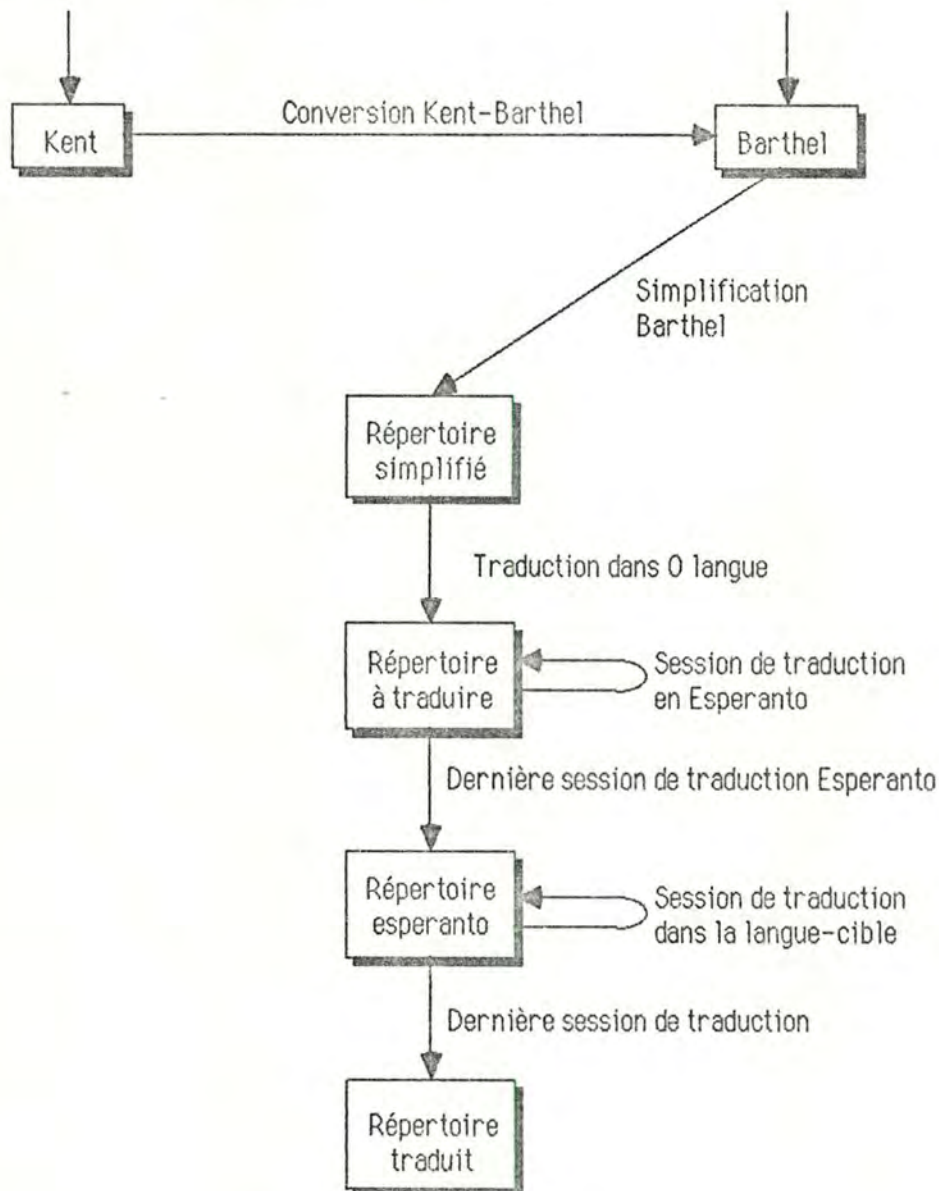 Conversion Kent-Barthel
Kent
Barthel
Simplification
Barthel
Répertoire
simplifié
Traduction dans 0 langue
Répertoire
à traduire
Session de traduction
en Esperanto
Dernière session de traduction Esperanto
Répertoire
esperanto
Session de traduction
dans la langue-cible
Dernière session de traduction
Répertoire
traduit